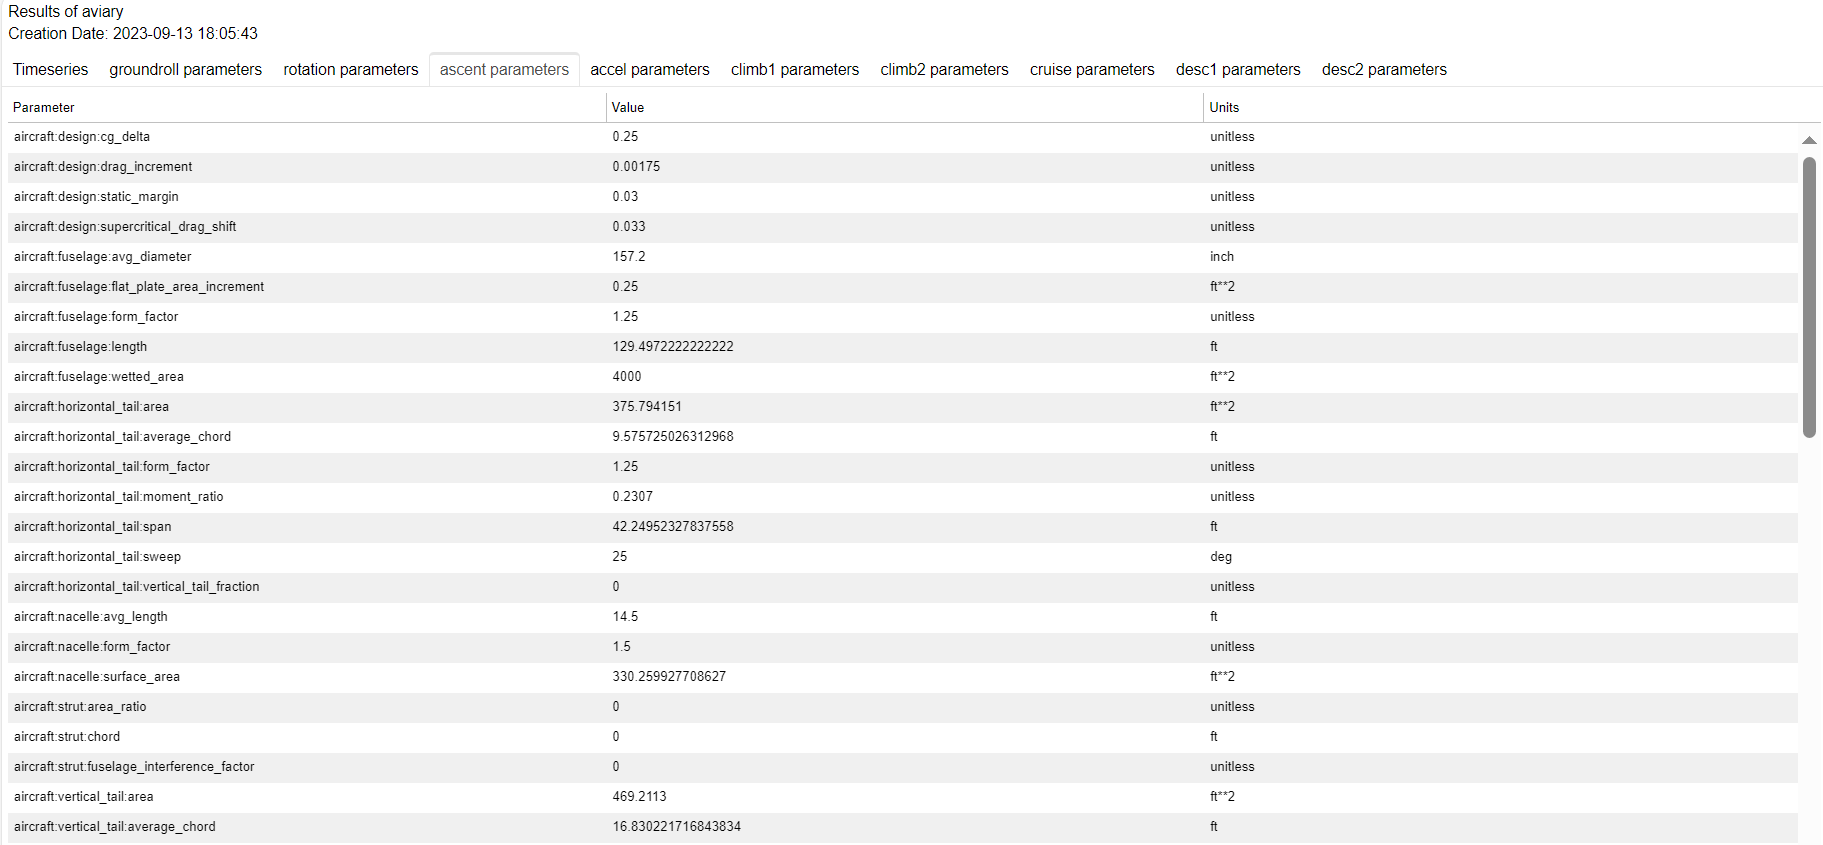 Results of aviary
Creation Date: 2023-09-13 18:05:43
Timeseries groundroll parameters rotation parameters ascent parameters accel parameters climb1 parameters climb2 parameters cruise parameters desc1 parameters desc2 parameters
Parameter Value Units
aircraft:design:cg_delta 0.25 unitless
aircraft:design:drag_increment 0.00175 unitless
aircraft:design:static_margin 0.03 unitless
aircraft:design:supercritical_drag_shift 0.033 unitless
aircraft:fuselage:avg_diameter 157.2 inch
aircraft:fuselage:flat_plate_area_increment 0.25 ft**2
aircraft:fuselage:form_factor 1.25 unitless
aircraft:fuselage:length 129.4972222222222 ft
aircraft:fuselage:wetted_area 4000 ft**2
aircraft:horizontal_tail:area 375.794151 ft**2
aircraft:horizontal_tail:average_chord 9.575725026312968 ft
aircraft:horizontal_tail:form_factor 1.25 unitless
aircraft:horizontal_tail:moment_ratio 0.2307 unitless
aircraft:horizontal_tail:span 42.24952327837558 ft
aircraft:horizontal_tail:sweep 25 deg
aircraft:horizontal_tail:vertical_tail_fraction 0 unitless
aircraft:nacelle:avg_length 14.5 ft
aircraft:nacelle:form_factor 1.5 unitless
aircraft:nacelle:surface_area 330.259927708627 ft**2
aircraft:strut:area_ratio 0 unitless
aircraft:strut:chord 0 ft
aircraft:strut:fuselage_interference_factor 0 unitless
aircraft:vertical_tail:area 469.2113 ft**2
aircraft:vertical_tail:average_chord 16.830221716843834 ft